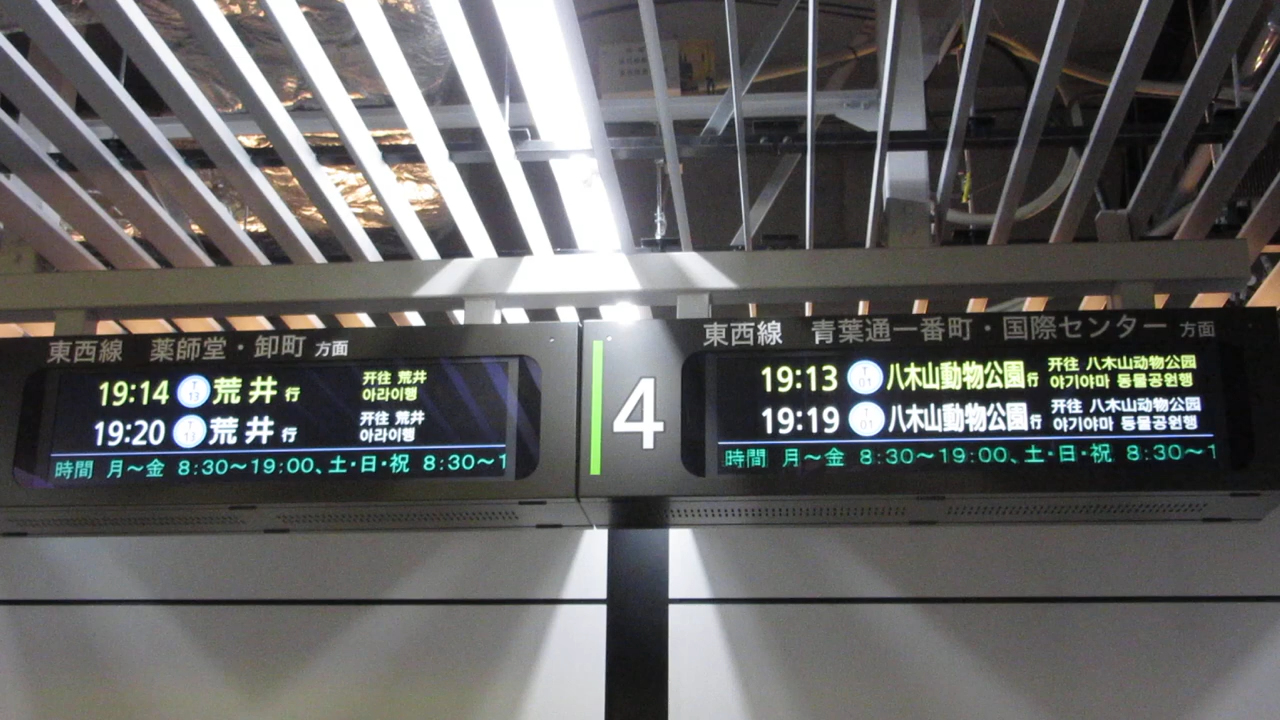 東西線 薬師堂・卸町 方面
19:14 T 13 荒井 行 开往 荒井 아라이행
19:20 T 13 荒井 行 开往 荒井 아라이행
時間 月～金 8:30～19:00、土・日・祝 8:30～1
4
東西線 青葉通一番町・国際センター 方面
19:13 T 01 八木山動物公園 行 开往 八木山动物公园 야기야마 동물공원행
19:19 T 01 八木山動物公園 行 开往 八木山动物公园 야기야마 동물공원행
時間 月～金 8:30～19:00、土・日・祝 8:30～1